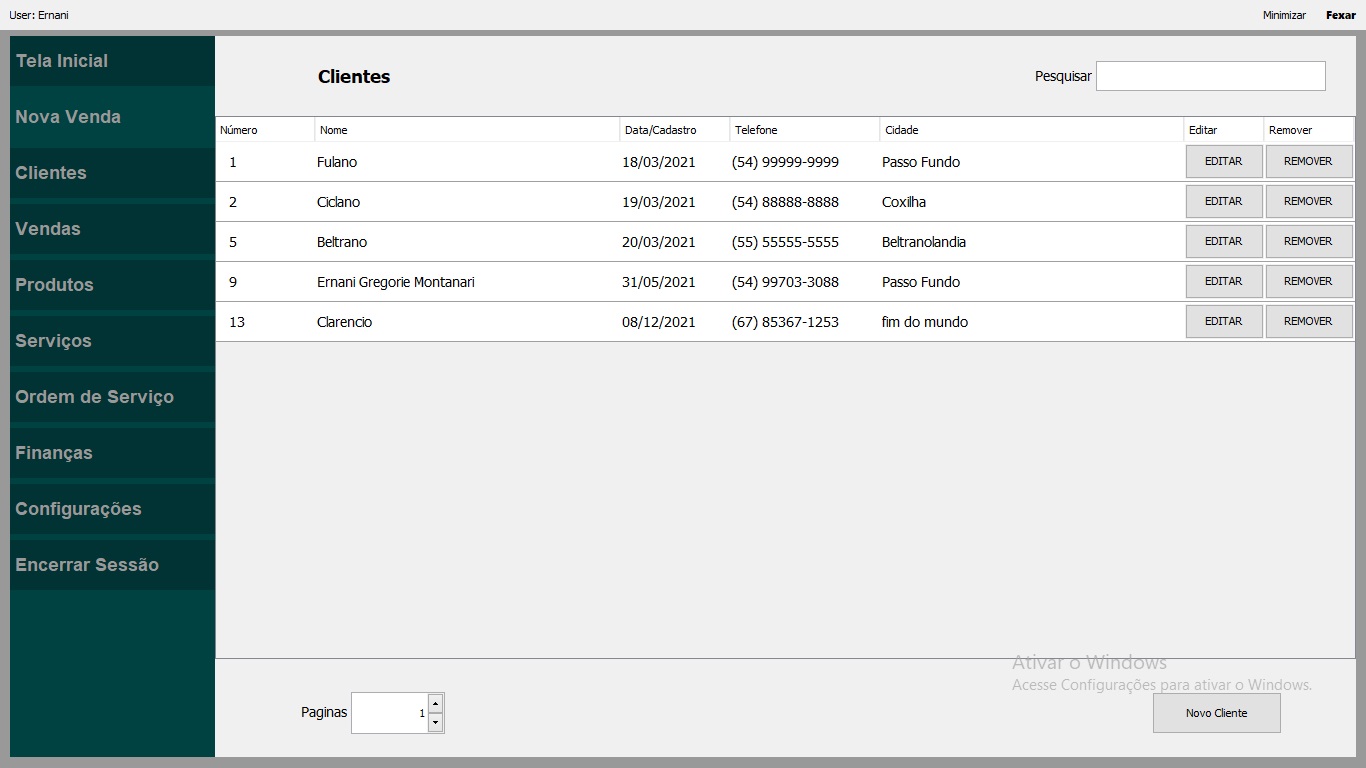 User: Ernani Minimizar Fexar
Tela Inicial
Nova Venda
Clientes
Vendas
Produtos
Serviços
Ordem de Serviço
Finanças
Configurações
Encerrar Sessão
Clientes Pesquisar
Número Nome Data/Cadastro Telefone Cidade Editar Remover
1 Fulano 18/03/2021 (54) 99999-9999 Passo Fundo EDITAR REMOVER
2 Ciclano 19/03/2021 (54) 88888-8888 Coxilha EDITAR REMOVER
5 Beltrano 20/03/2021 (55) 55555-5555 Beltranolandia EDITAR REMOVER
9 Ernani Gregorie Montanari 31/05/2021 (54) 99703-3088 Passo Fundo EDITAR REMOVER
13 Clarencio 08/12/2021 (67) 85367-1253 fim do mundo EDITAR REMOVER
Ativar o Windows
Acesse Configurações para ativar o Windows.
Paginas 1 Novo Cliente